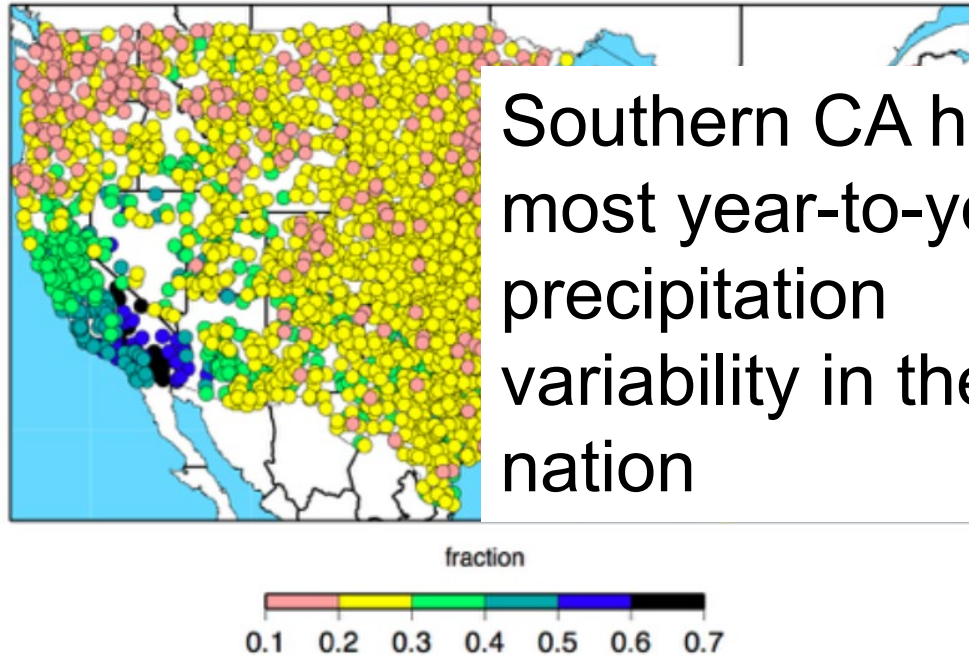 Southern CA h
most year-to-ye
precipitation
variability in the
nation
fraction
0.1 0.2 0.3 0.4 0.5 0.6 0.7